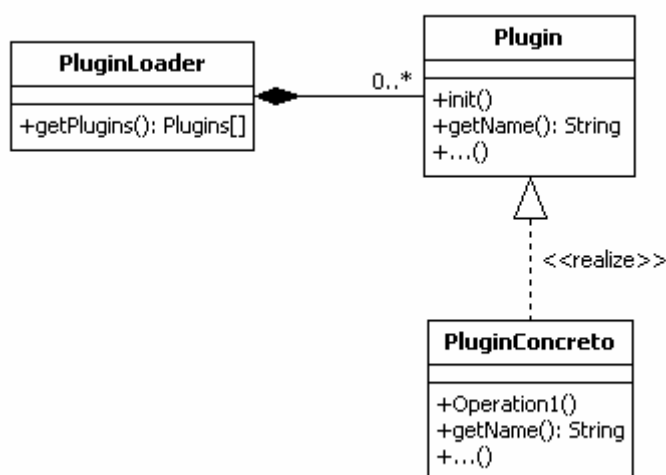 PluginLoader
+getPlugins(): Plugins[]
0..*
Plugin
+init()
+getName(): String
+...()
<<realize>>
PluginConcreto
+Operation1()
+getName(): String
+...()